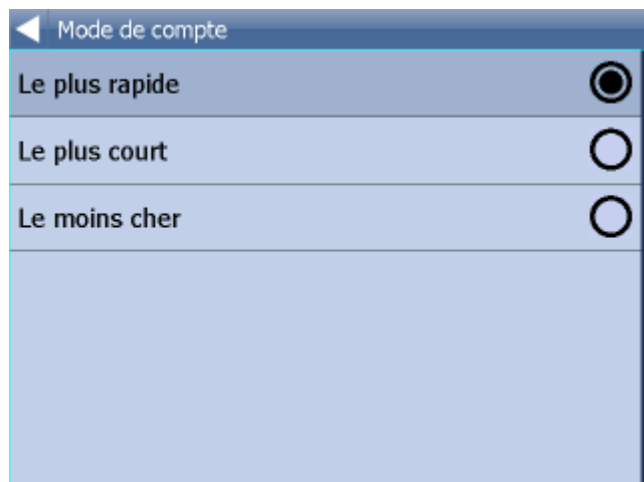 Mode de compte
Le plus rapide
Le plus court
Le moins cher